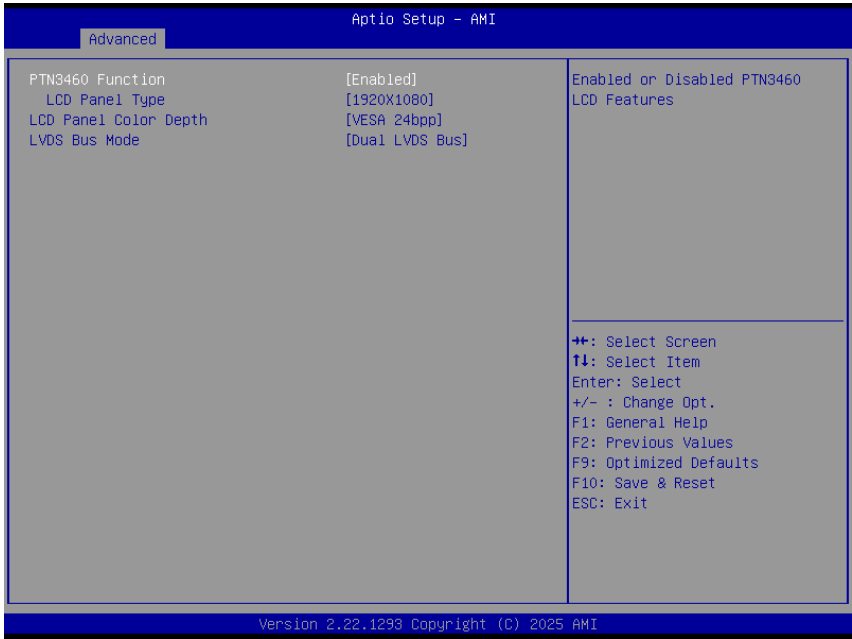 Aptio Setup - AMI
Advanced
PTN3460 Function [Enabled]
LCD Panel Type [1920X1080]
LCD Panel Color Depth [VESA 24bpp]
LVDS Bus Mode [Dual LVDS Bus]
Enabled or Disabled PTN3460
LCD Features
→←: Select Screen
↑↓: Select Item
Enter: Select
+/- : Change Opt.
F1: General Help
F2: Previous Values
F9: Optimized Defaults
F10: Save & Reset
ESC: Exit
Version 2.22.1293 Copyright (C) 2025 AMI